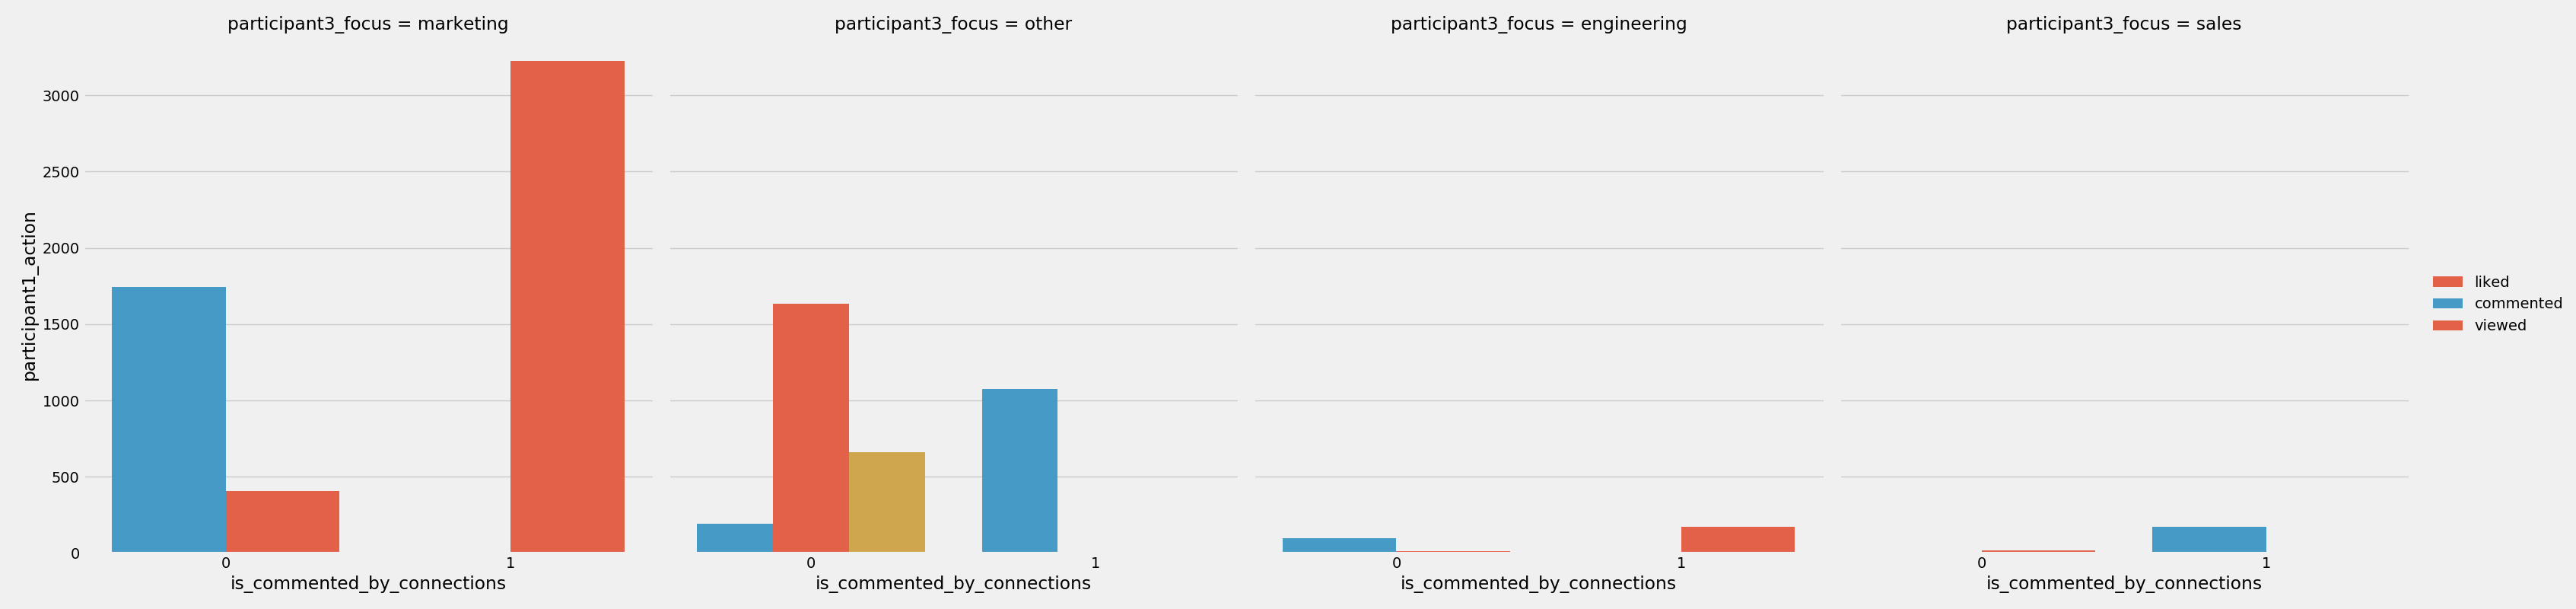 participant3_focus = marketing
participant3_focus = other
participant3_focus = engineering
participant3_focus = sales
participant1_action
3000
2500
2000
1500
1000
500
0
0 1
0 1
0 1
0 1
is_commented_by_connections
is_commented_by_connections
is_commented_by_connections
is_commented_by_connections
liked
commented
viewed